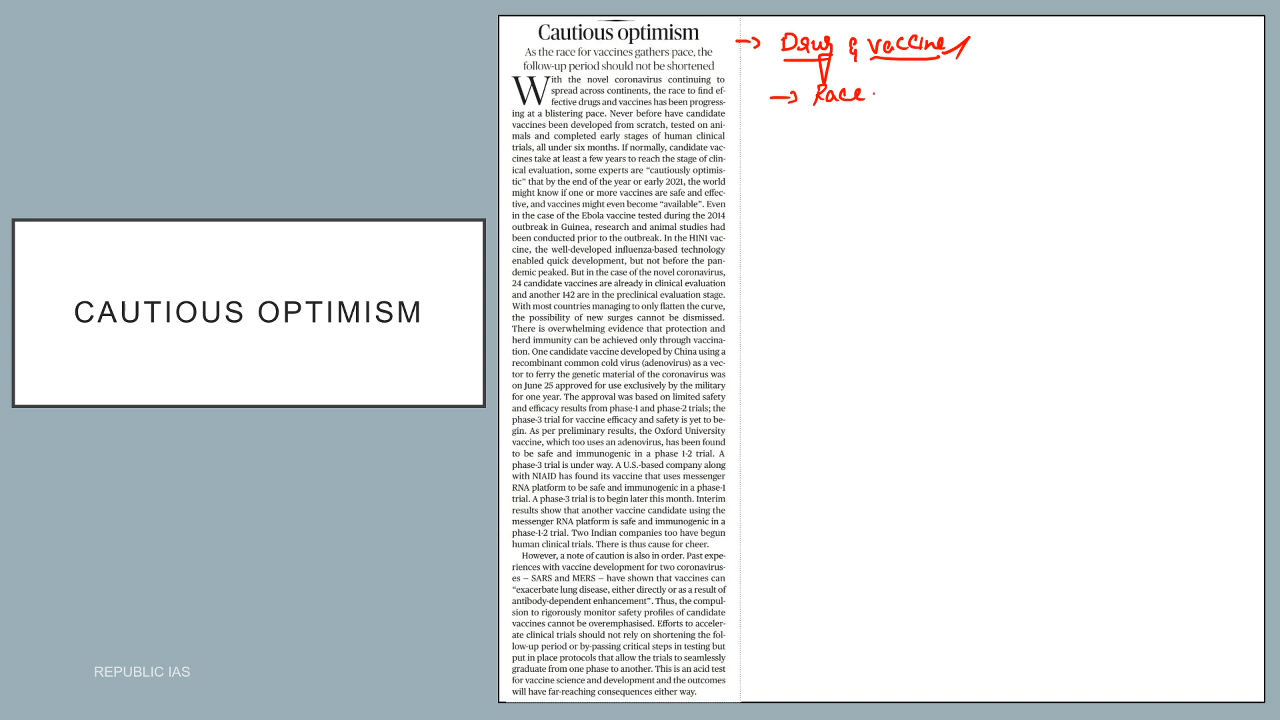 CAUTIOUS OPTIMISM
REPUBLIC IAS
Cautious optimism
As the race for vaccines gathers pace, the
follow-up period should not be shortened
With the novel coronavirus continuing to
spread across continents, the race to find ef-
fective drugs and vaccines has been progress-
ing at a blistering pace. Never before have candidate
vaccines been developed from scratch, tested on ani-
mals and completed early stages of human clinical
trials, all under six months. If normally, candidate vac-
cines take at least a few years to reach the stage of clin-
ical evaluation, some experts are “cautiously optimis-
tic” that by the end of the year or early 2021, the world
might know if one or more vaccines are safe and effec-
tive, and vaccines might even become “available”. Even
in the case of the Ebola vaccine tested during the 2014
outbreak in Guinea, research and animal studies had
been conducted prior to the outbreak. In the H1N1 vac-
cine, the well-developed influenza-based technology
enabled quick development, but not before the pan-
demic peaked. But in the case of the novel coronavirus,
24 candidate vaccines are already in clinical evaluation
and another 142 are in the preclinical evaluation stage.
With most countries managing to only flatten the curve,
the possibility of new surges cannot be dismissed.
There is overwhelming evidence that protection and
herd immunity can be achieved only through vaccina-
tion. One candidate vaccine developed by China using a
recombinant common cold virus (adenovirus) as a vec-
tor to ferry the genetic material of the coronavirus was
on June 25 approved for use exclusively by the military
for one year. The approval was based on limited safety
and efficacy results from phase-1 and phase-2 trials; the
phase-3 trial for vaccine efficacy and safety is yet to be-
gin. As per preliminary results, the Oxford University
vaccine, which too uses an adenovirus, has been found
to be safe and immunogenic in a phase 1-2 trial. A
phase-3 trial is under way. A U.S.-based company along
with NIAID has found its vaccine that uses messenger
RNA platform to be safe and immunogenic in a phase-1
trial. A phase-3 trial is to begin later this month. Interim
results show that another vaccine candidate using the
messenger RNA platform is safe and immunogenic in a
phase-1-2 trial. Two Indian companies too have begun
human clinical trials. There is thus cause for cheer.
However, a note of caution is also in order. Past expe-
riences with vaccine development for two coronavirus-
es — SARS and MERS — have shown that vaccines can
“exacerbate lung disease, either directly or as a result of
antibody-dependent enhancement”. Thus, the compul-
sion to rigorously monitor safety profiles of candidate
vaccines cannot be overemphasised. Efforts to acceler-
ate clinical trials should not rely on shortening the fol-
low-up period or by-passing critical steps in testing but
put in place protocols that allow the trials to seamlessly
graduate from one phase to another. This is an acid test
for vaccine science and development and the outcomes
will have far-reaching consequences either way.
→ Drug & vaccine
→ Race